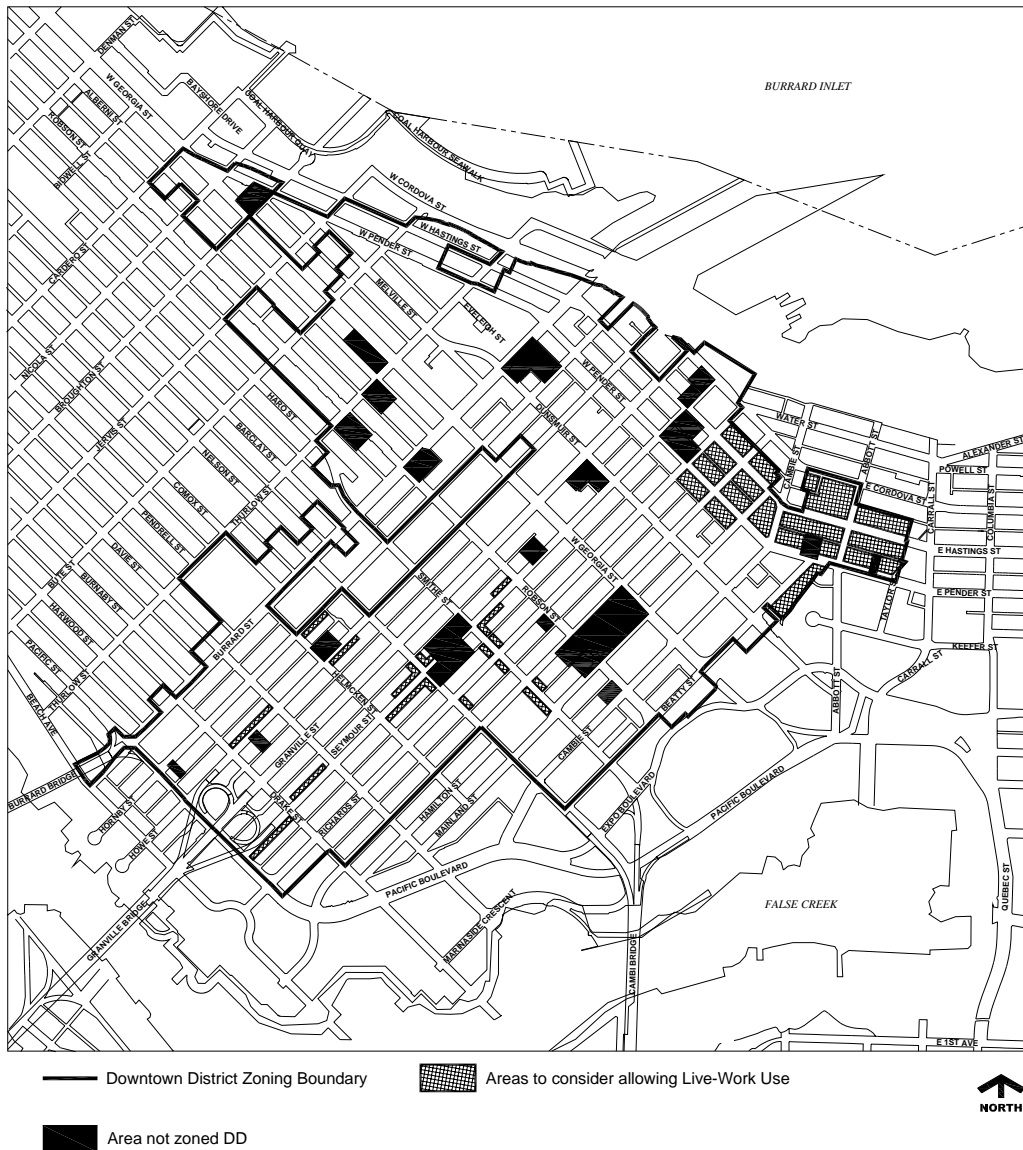 BURRARD INLET
DENMAN ST
W GEORGIA ST
ALBERNI ST
ROBSON ST
BIDWELL ST
BAYSHORE DRIVE
COAL HARBOUR QUAY
COAL HARBOUR SEAWALK
W CORDOVA ST
W HASTINGS ST
W PENDER ST
CARDERO ST
MELVILLE ST
EVELEIGH ST
NICOLA ST
BROUGHTON ST
JERVIS ST
HARO ST
BARCLAY ST
NELSON ST
THURLOW ST
COMOX ST
PENDRELL ST
DAVIE ST
BUTE ST
BURNABY ST
HARWOOD ST
PACIFIC ST
THURLOW ST
BEACH AVE
BURRARD ST
W PENDER ST
DUNSMUIR ST
WATER ST
CAMBIE ST
ABBOTT ST
ALEXANDER ST
POWELL ST
E CORDOVA ST
CARRALL ST
COLUMBIA ST
E HASTINGS ST
E PENDER ST
TAYLOR ST
KEEFER ST
CARRALL ST
ABBOTT ST
W GEORGIA ST
SMITHE ST
ROBSON ST
BEATTY ST
CAMBIE ST
HELMCKEN S
SEYMOUR ST
GRANVILLE ST
DRAKE ST
RICHARDS ST
HAMILTON ST
MAINLAND ST
EXPO BOULEVARD
PACIFIC BOULEVARD
BURRARD BRIDGE
HORNBY ST
HOWE ST
PACIFIC BOULEVARD
MARINASIDE CRESCENT
GRANVILLE BRIDGE
CAMBI BRIDGE
FALSE CREEK
QUEBEC ST
E 1ST AVE
Downtown District Zoning Boundary
Areas to consider allowing Live-Work Use
NORTH
Area not zoned DD